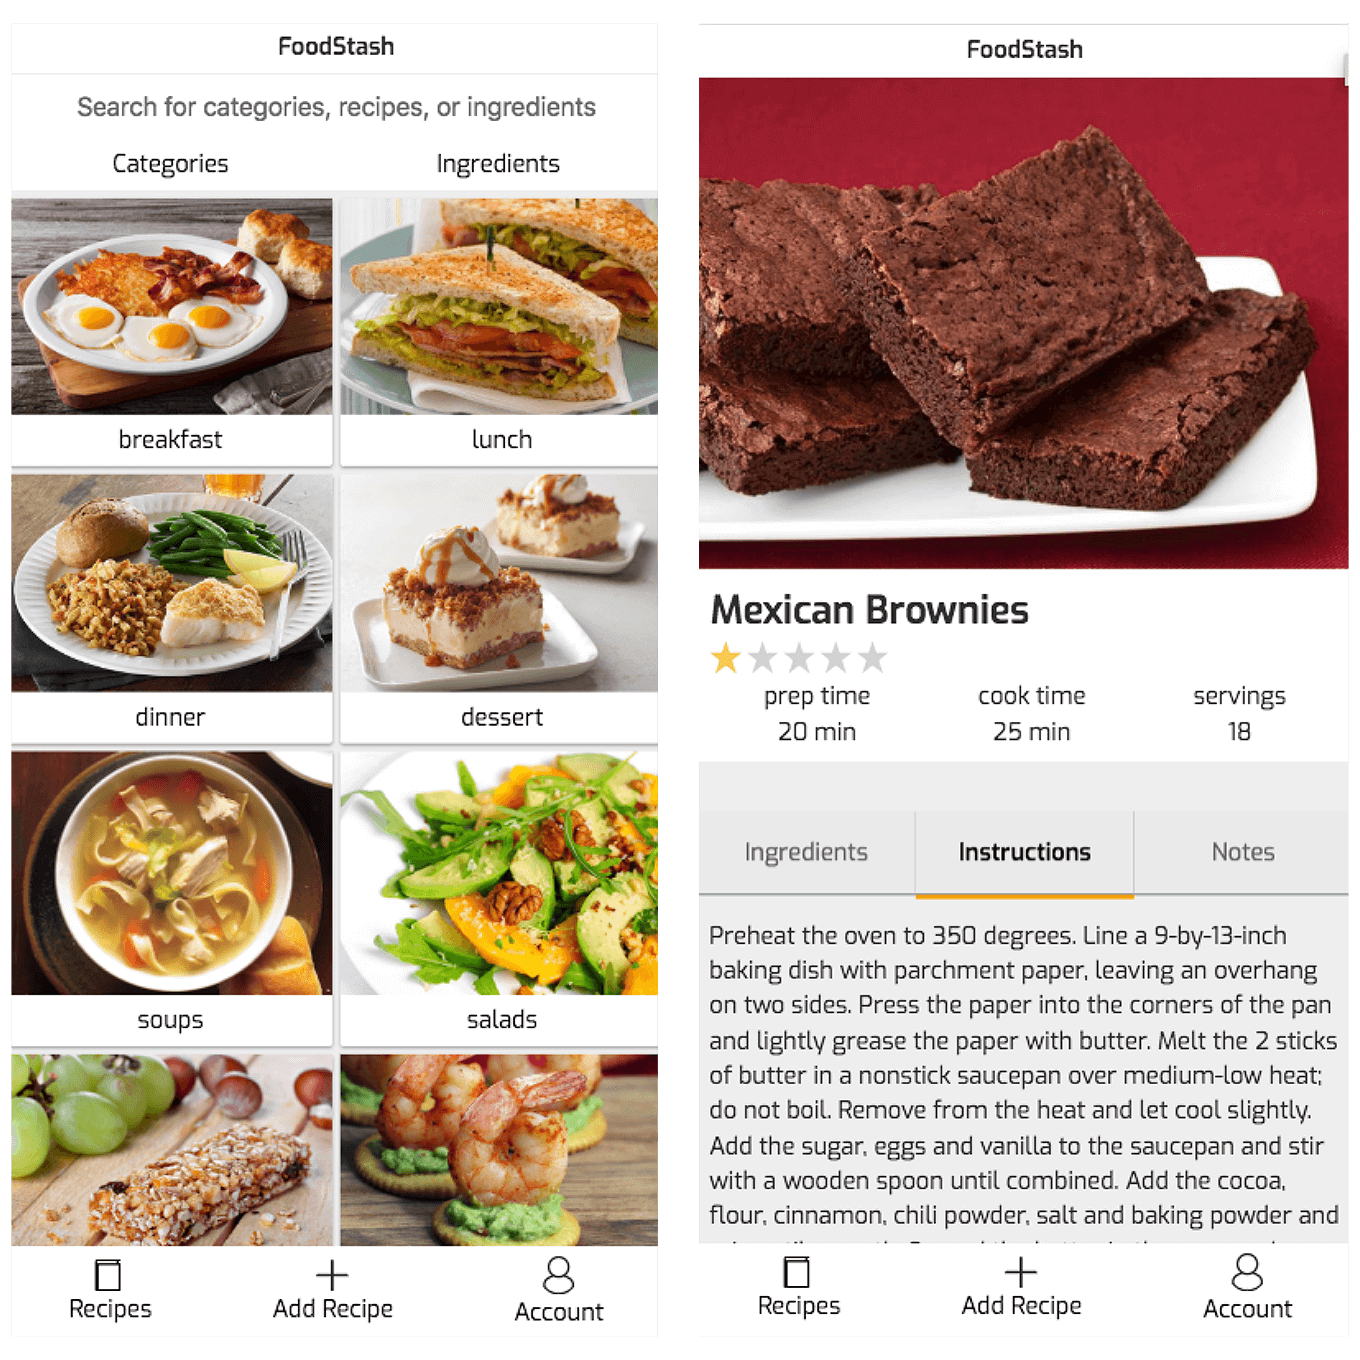 FoodStash
Search for categories, recipes, or ingredients
Categories
Ingredients
breakfast
lunch
dinner
dessert
soups
salads
Recipes
Add Recipe
Account
FoodStash
Mexican Brownies
prep time
cook time
servings
20 min
25 min
18
Ingredients
Instructions
Notes
Preheat the oven to 350 degrees. Line a 9-by-13-inch
baking dish with parchment paper, leaving an overhang
on two sides. Press the paper into the corners of the pan
and lightly grease the paper with butter. Melt the 2 sticks
of butter in a nonstick saucepan over medium-low heat;
do not boil. Remove from the heat and let cool slightly.
Add the sugar, eggs and vanilla to the saucepan and stir
with a wooden spoon until combined. Add the cocoa,
flour, cinnamon, chili powder, salt and baking powder and
Recipes
Add Recipe
Account